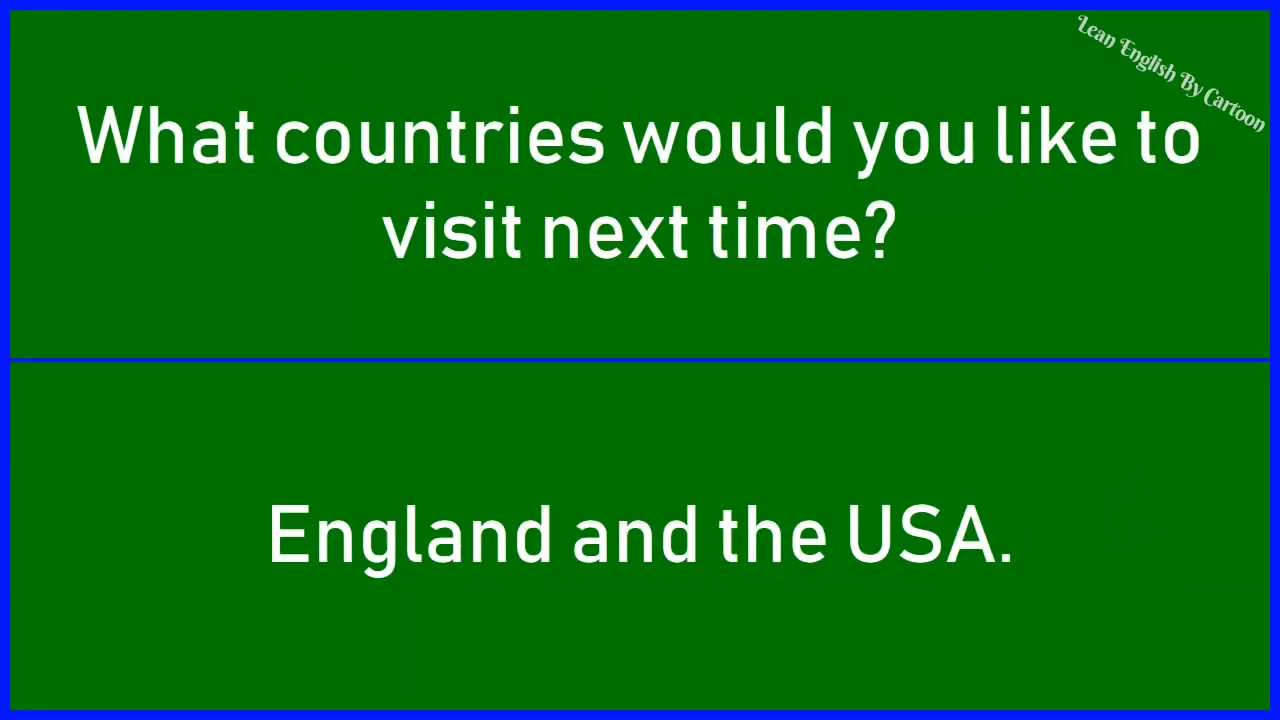 Lean English By Cartoon
What countries would you like to
visit next time?
England and the USA.